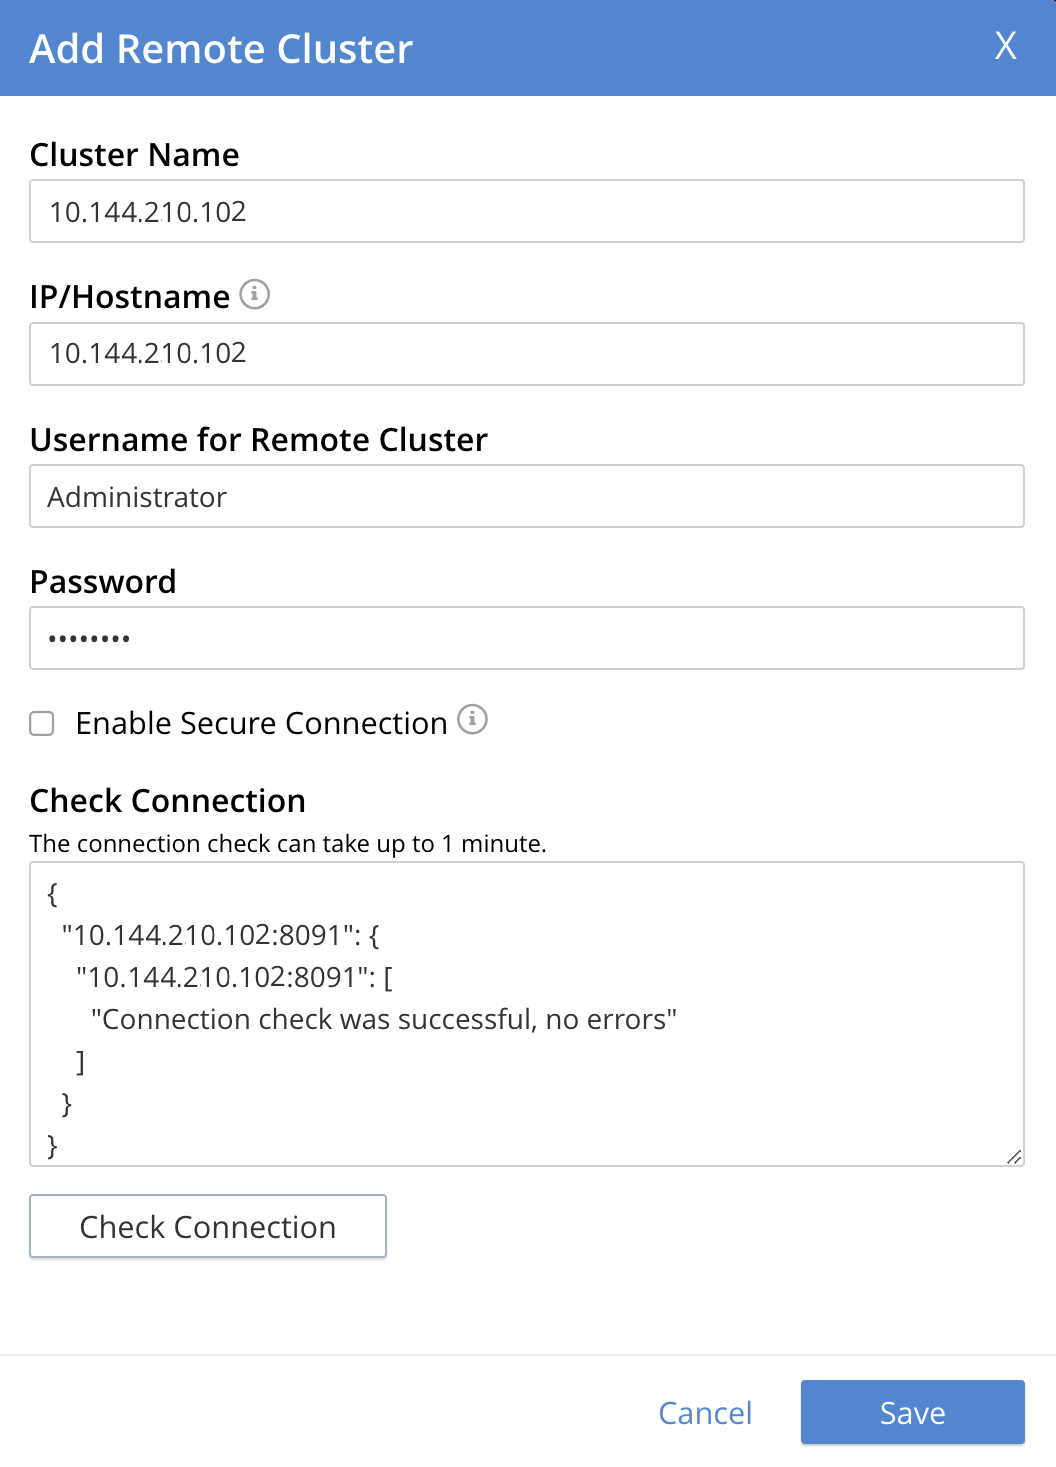 Add Remote Cluster X
Cluster Name
10.144.210.102
IP/Hostname
10.144.210.102
Username for Remote Cluster
Administrator
Password
••••••••
Enable Secure Connection
Check Connection
The connection check can take up to 1 minute.
{
"10.144.210.102:8091": {
"10.144.210.102:8091": [
"Connection check was successful, no errors"
]
}
}
Check Connection
Cancel Save